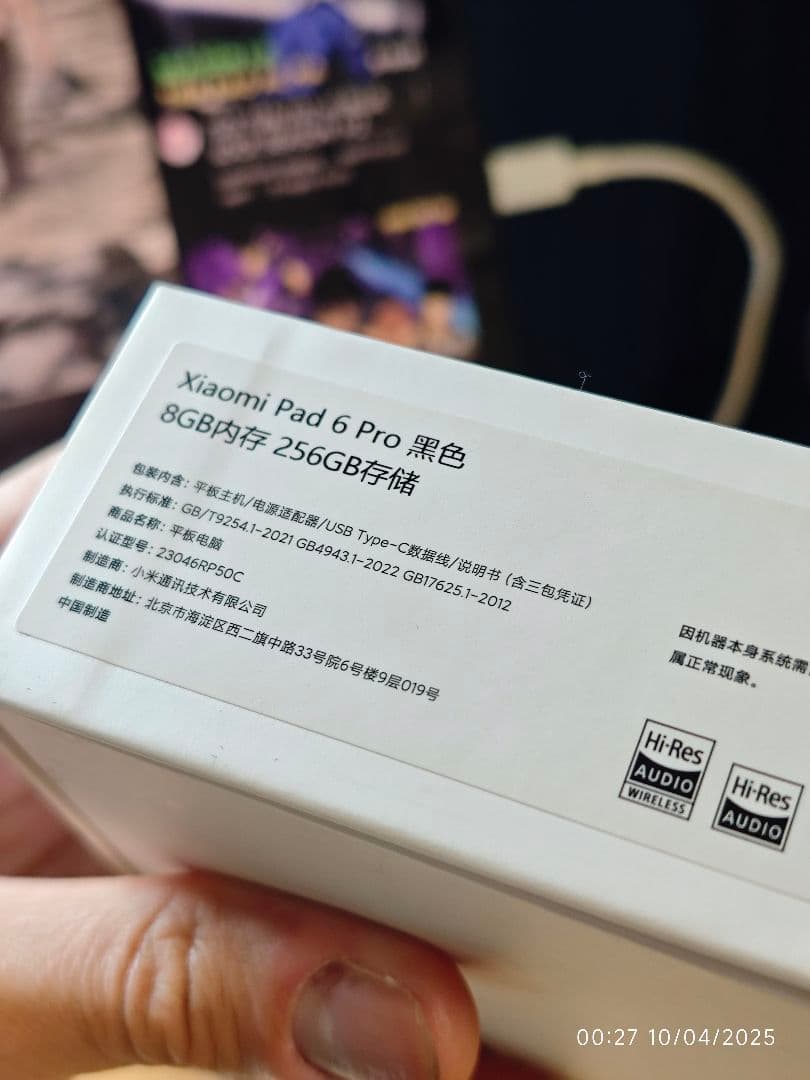 Xiaomi Pad 6 Pro 黑色
8GB内存 256GB存储
包装内含: 平板主机/电源适配器/USB Type-C数据线/说明书 (含三包凭证)
执行标准: GB/T9254.1-2021 GB4943.1-2022 GB17625.1-2012
商品名称: 平板电脑
认证型号: 23046RP50C
制造商: 小米通讯技术有限公司
制造商地址: 北京市海淀区西二旗中路33号院6号楼9层019号
中国制造
因机器本身系统需
属正常现象。
Hi-Res
AUDIO
WIRELESS
Hi-Res
AUDIO
00:27 10/04/2025